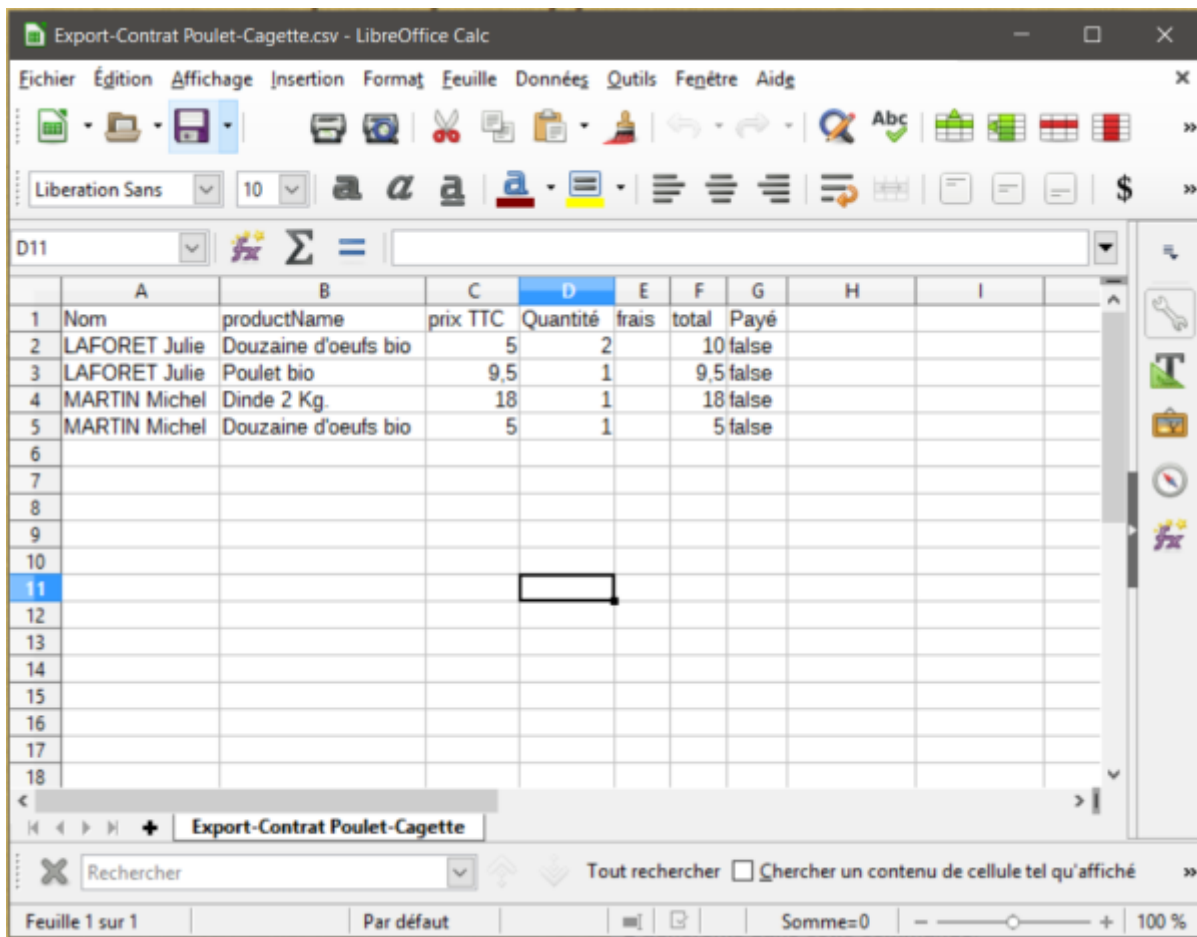 Export-Contrat Poulet-Cagette.csv - LibreOffice Calc
Fichier Édition Affichage Insertion Format Feuille Données Outils Fenêtre Aide
Abc
Liberation Sans 10 a a a a $
D11 fx Σ =
A B C D E F G H I
1 Nom productName prix TTC Quantité frais total Payé
2 LAFORET Julie Douzaine d'oeufs bio 5 2 10 false
3 LAFORET Julie Poulet bio 9,5 1 9,5 false
4 MARTIN Michel Dinde 2 Kg. 18 1 18 false
5 MARTIN Michel Douzaine d'oeufs bio 5 1 5 false
6
7
8
9
10
11
12
13
14
15
16
17
18
Export-Contrat Poulet-Cagette
Rechercher Tout rechercher Chercher un contenu de cellule tel qu'affiché
Feuille 1 sur 1 Par défaut Somme=0 100 %